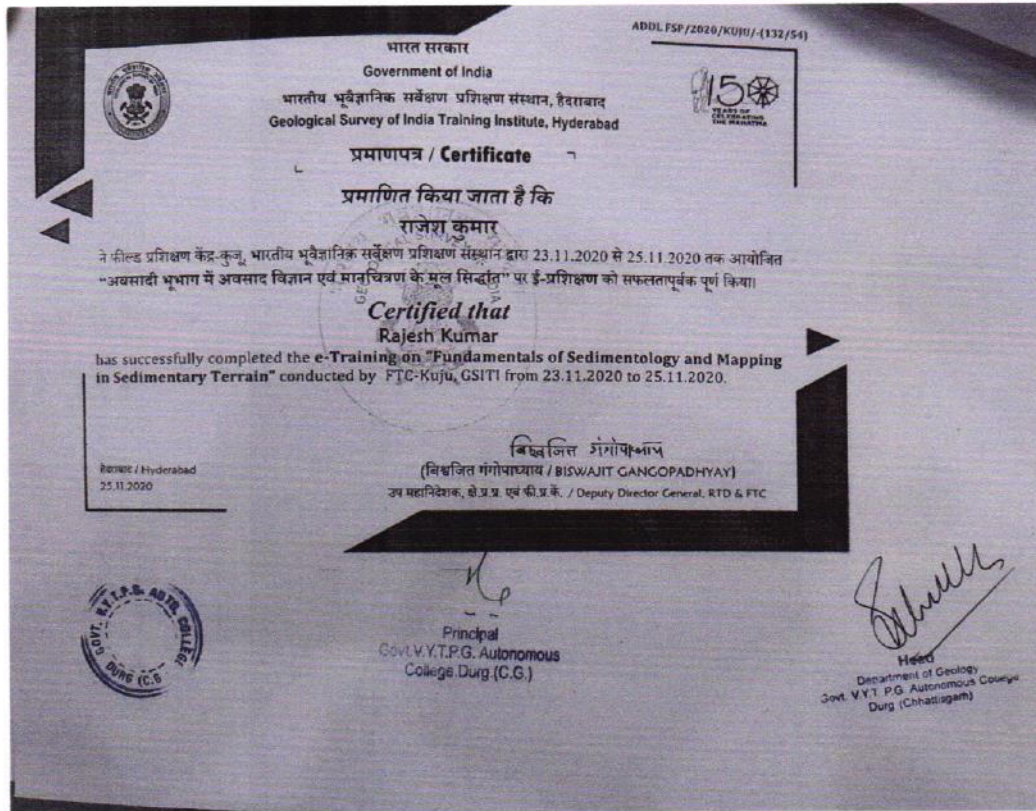 ADDL FSP/2020/KUJU/-(132/54)
भारत सरकार
Government of India
भारतीय भूवैज्ञानिक सर्वेक्षण प्रशिक्षण संस्थान, हैदराबाद
Geological Survey of India Training Institute, Hyderabad
150
YEARS OF
CELEBRATING
THE MAHATMA
प्रमाणपत्र / Certificate
प्रमाणित किया जाता है कि
राजेश कुमार
ने फील्ड प्रशिक्षण केंद्र-कुजू, भारतीय भूवैज्ञानिक सर्वेक्षण प्रशिक्षण संस्थान द्वारा 23.11.2020 से 25.11.2020 तक आयोजित
"अवसादी भूभाग में अवसाद विज्ञान एवं मानचित्रण के मूल सिद्धांत" पर ई-प्रशिक्षण को सफलतापूर्वक पूर्ण किया।
Certified that
Rajesh Kumar
has successfully completed the e-Training on "Fundamentals of Sedimentology and Mapping
in Sedimentary Terrain" conducted by FTC-Kuju, GSITI from 23.11.2020 to 25.11.2020.
बिश्वजित गंगोपाध्याय
(बिश्वजित गंगोपाध्याय / BISWAJIT GANGOPADHYAY)
उप महानिदेशक, क्षे.प्र.प्र. एवं फी.प्र.कें. / Deputy Director General, RTD & FTC
हैदराबाद / Hyderabad
25.11.2020
GOVT. V.Y.T.P.G. AUTO. COLLEGE
DURG (C.G
Principal
Govt.V.Y.T.P.G. Autonomous
College.Durg.(C.G.)
Head
Department of Geology
Govt. V.Y.T. P.G. Autonomous College
Durg (Chhattisgarh)